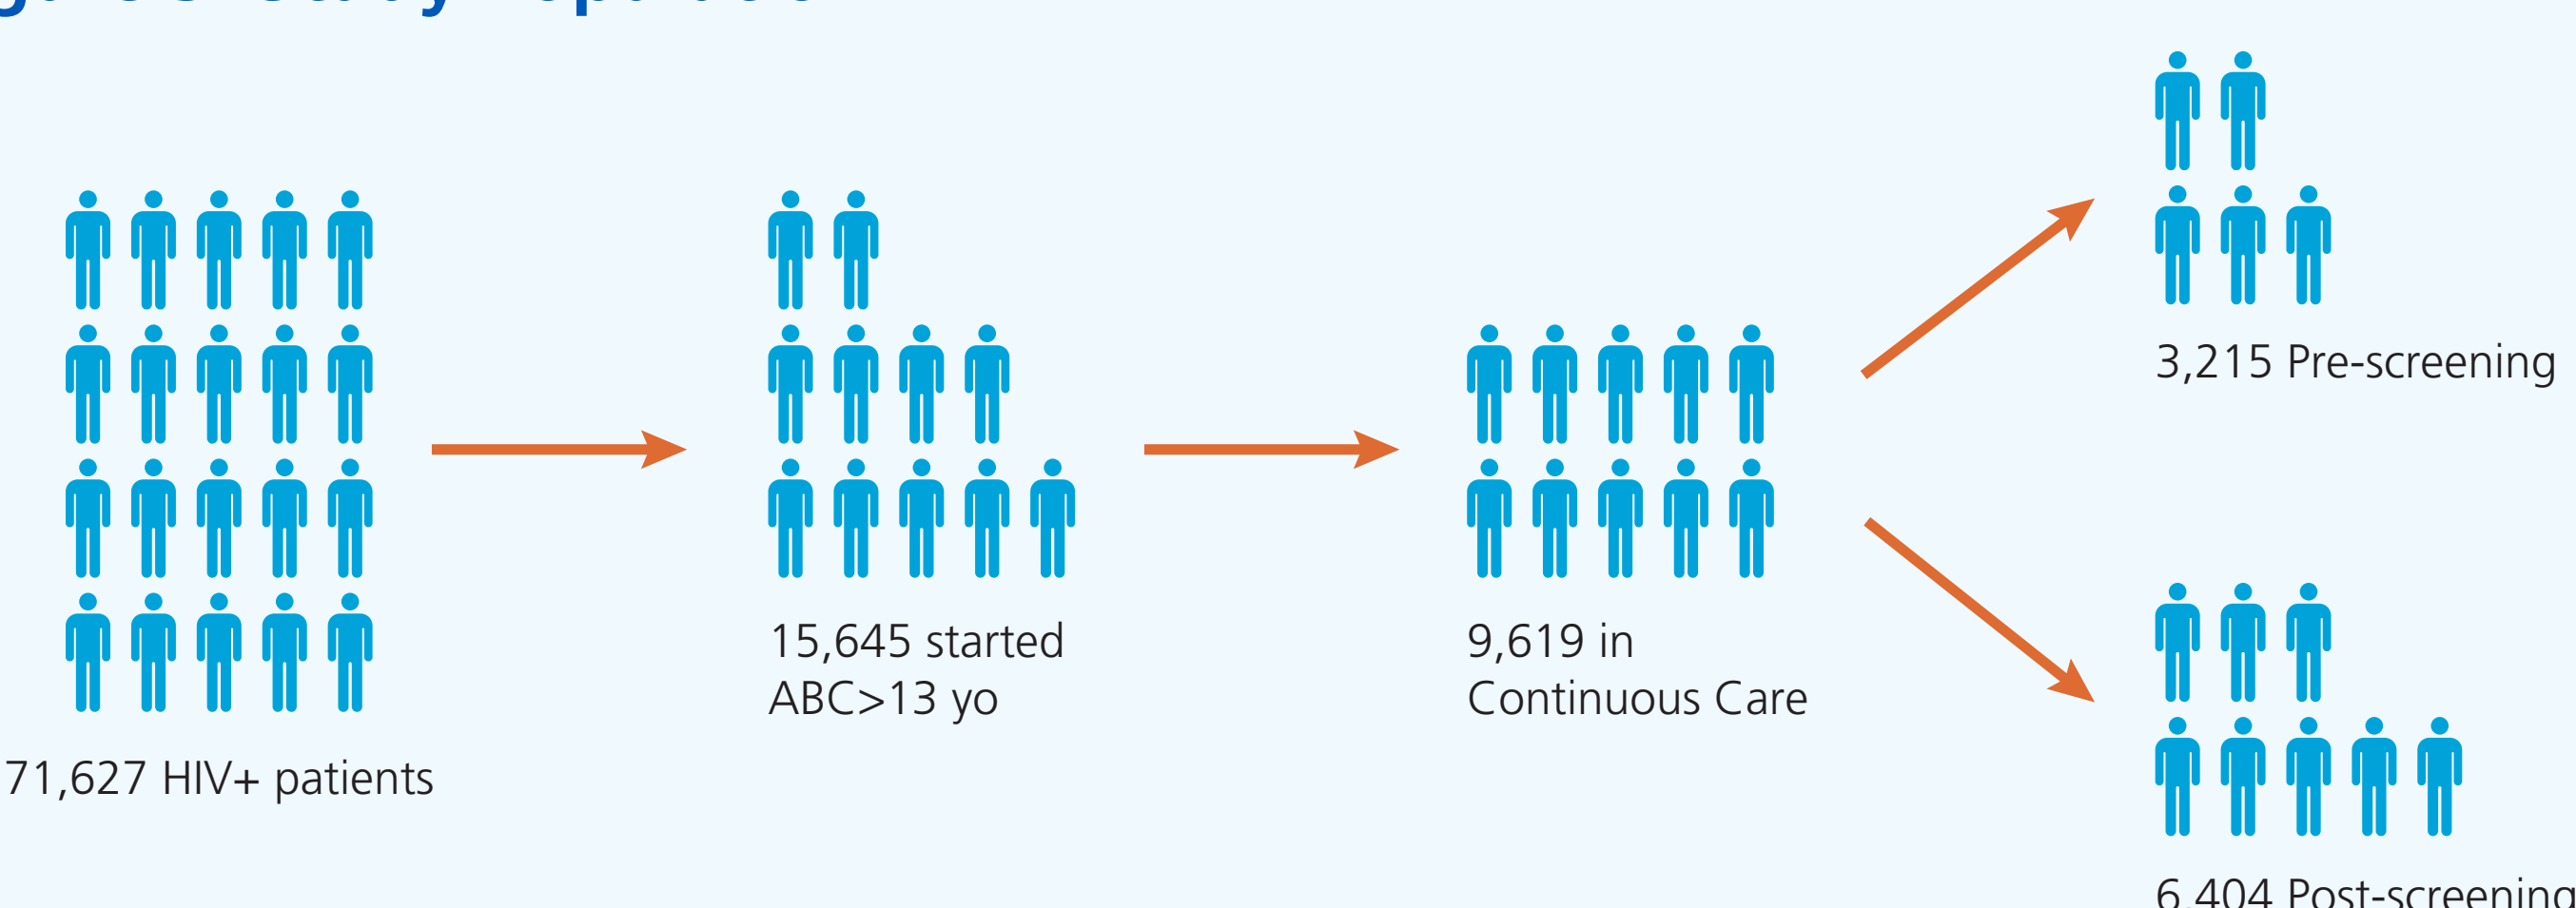 71,627 HIV+ patients
15,645 started
ABC>13 yo
9,619 in
Continuous Care
3,215 Pre-screening
6,404 Post-screening